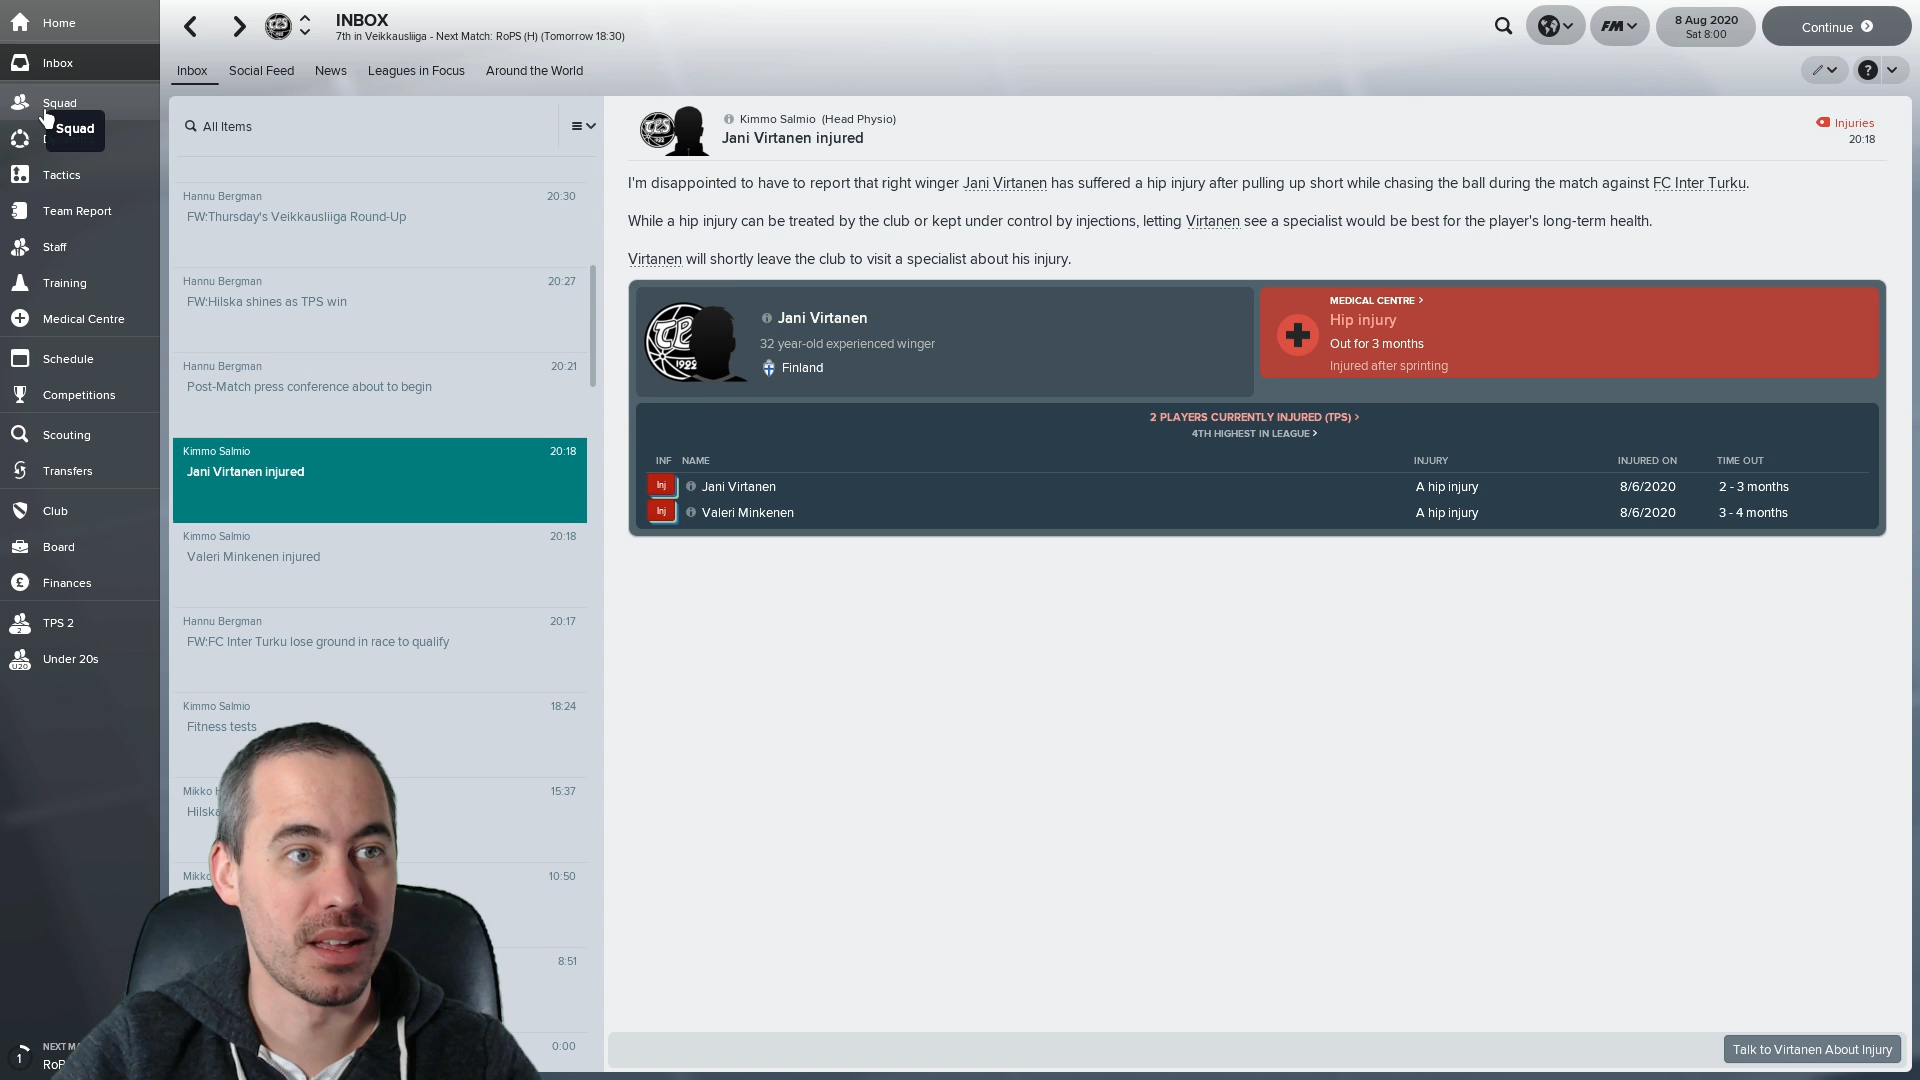 Home
Inbox
Squad
Squad
Tactics
Team Report
Staff
Training
Medical Centre
Schedule
Competitions
Scouting
Transfers
Club
Board
Finances
TPS 2
2
Under 20s
U20
1
INBOX
7th in Veikkausliiga - Next Match: RoPS (H) (Tomorrow 18:30)
FM
8 Aug 2020
Sat 8:00
Continue
Inbox Social Feed News Leagues in Focus Around the World
?
All Items
Hannu Bergman 20:30
FW:Thursday's Veikkausliiga Round-Up
Hannu Bergman 20:27
FW:Hilska shines as TPS win
Hannu Bergman 20:21
Post-Match press conference about to begin
Kimmo Salmio 20:18
Jani Virtanen injured
Kimmo Salmio 20:18
Valeri Minkenen injured
Hannu Bergman 20:17
FW:FC Inter Turku lose ground in race to qualify
Kimmo Salmio 18:24
Fitness tests
Mikko 15:37
Hilska
Mikko 10:50
8:51
0:00
Kimmo Salmio (Head Physio)
Jani Virtanen injured
Injuries
20:18
I'm disappointed to have to report that right winger Jani Virtanen has suffered a hip injury after pulling up short while chasing the ball during the match against FC Inter Turku.
While a hip injury can be treated by the club or kept under control by injections, letting Virtanen see a specialist would be best for the player's long-term health.
Virtanen will shortly leave the club to visit a specialist about his injury.
1922
Jani Virtanen
32 year-old experienced winger
Finland
MEDICAL CENTRE >
Hip injury
Out for 3 months
Injured after sprinting
2 PLAYERS CURRENTLY INJURED (TPS) >
4TH HIGHEST IN LEAGUE >
INF NAME INJURY INJURED ON TIME OUT
Inj Jani Virtanen A hip injury 8/6/2020 2 - 3 months
Inj Valeri Minkenen A hip injury 8/6/2020 3 - 4 months
Talk to Virtanen About Injury